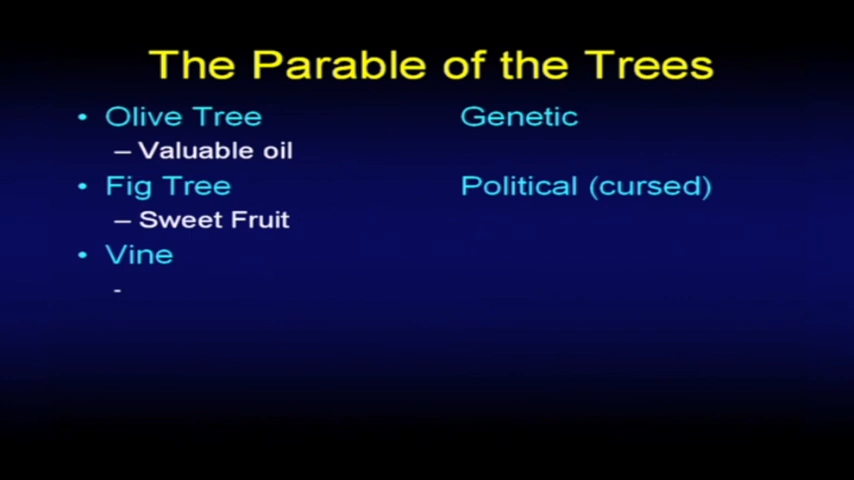 The Parable of the Trees
• Olive Tree Genetic
– Valuable oil
• Fig Tree Political (cursed)
– Sweet Fruit
• Vine
-